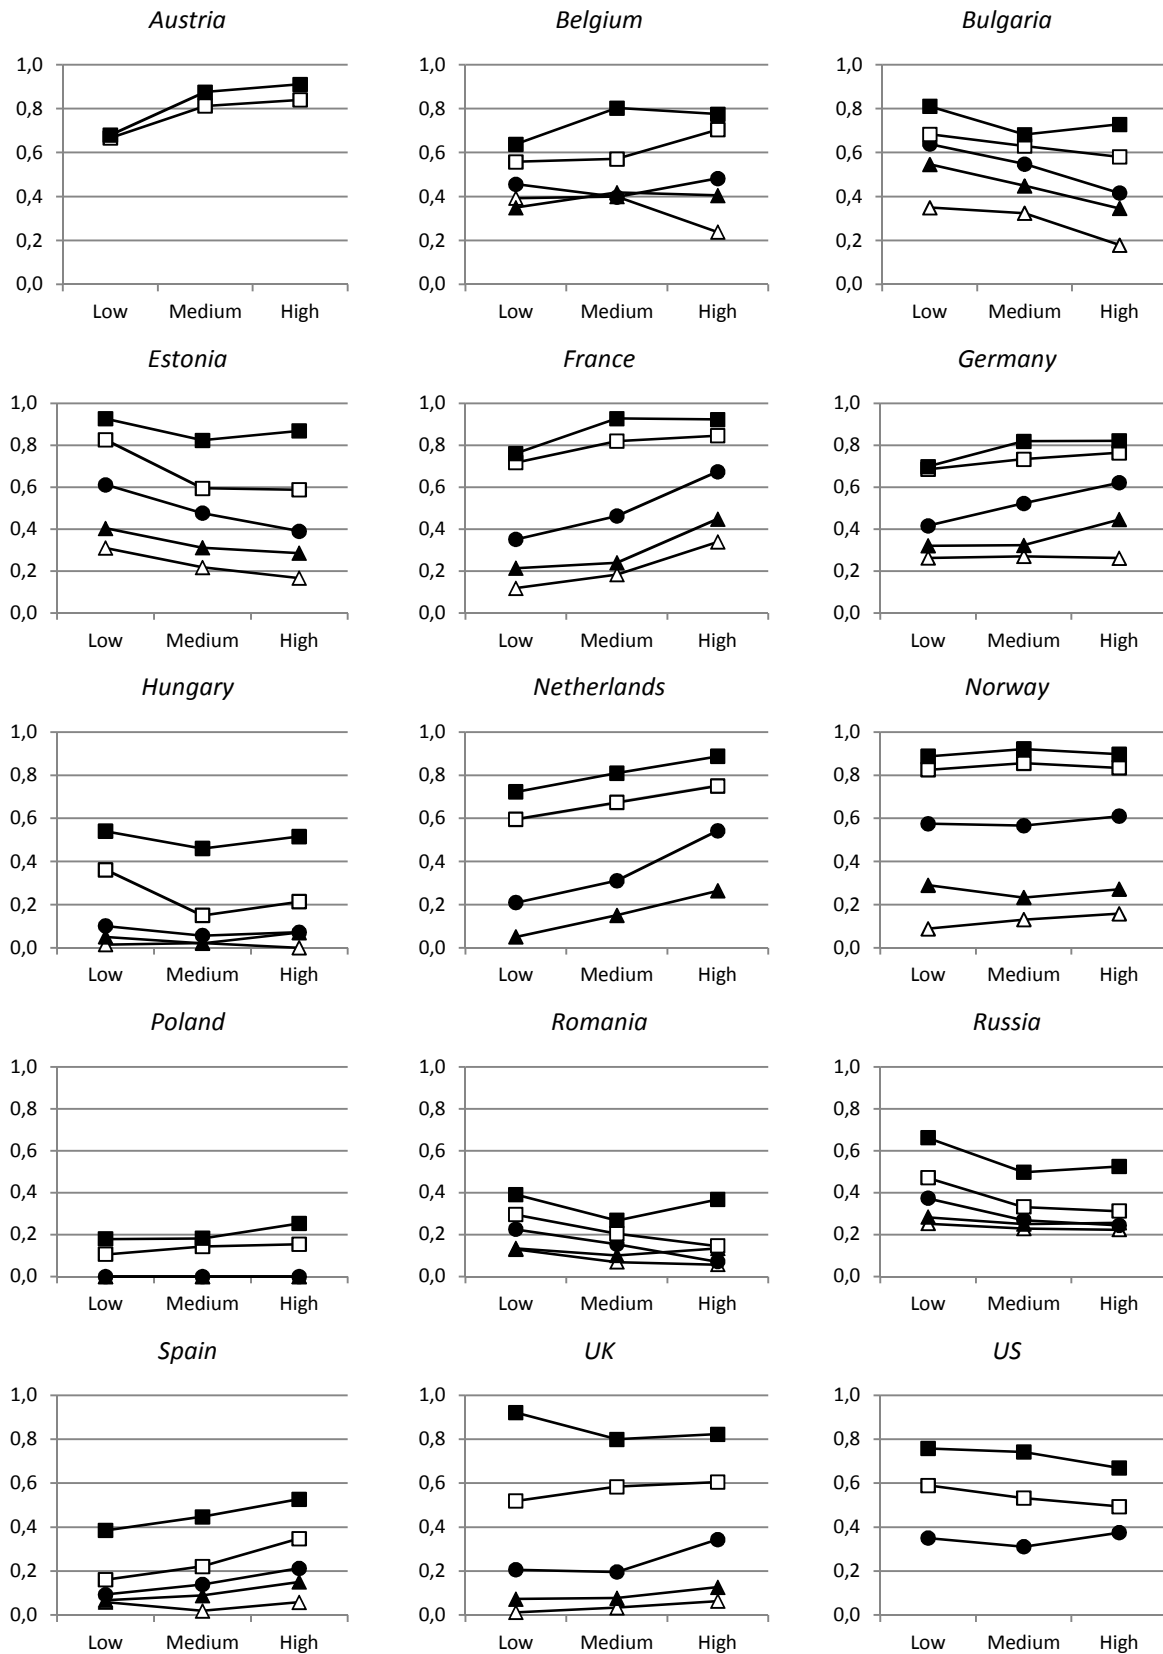 Austria Belgium Bulgaria
1,0 1,0 1,0
0,8 0,8 0,8
0,6 0,6 0,6
0,4 0,4 0,4
0,2 0,2 0,2
0,0 0,0 0,0
Low Medium High Low Medium High Low Medium High
Estonia France Germany
1,0 1,0 1,0
0,8 0,8 0,8
0,6 0,6 0,6
0,4 0,4 0,4
0,2 0,2 0,2
0,0 0,0 0,0
Low Medium High Low Medium High Low Medium High
Hungary Netherlands Norway
1,0 1,0 1,0
0,8 0,8 0,8
0,6 0,6 0,6
0,4 0,4 0,4
0,2 0,2 0,2
0,0 0,0 0,0
Low Medium High Low Medium High Low Medium High
Poland Romania Russia
1,0 1,0 1,0
0,8 0,8 0,8
0,6 0,6 0,6
0,4 0,4 0,4
0,2 0,2 0,2
0,0 0,0 0,0
Low Medium High Low Medium High Low Medium High
Spain UK US
1,0 1,0 1,0
0,8 0,8 0,8
0,6 0,6 0,6
0,4 0,4 0,4
0,2 0,2 0,2
0,0 0,0 0,0
Low Medium High Low Medium High Low Medium High